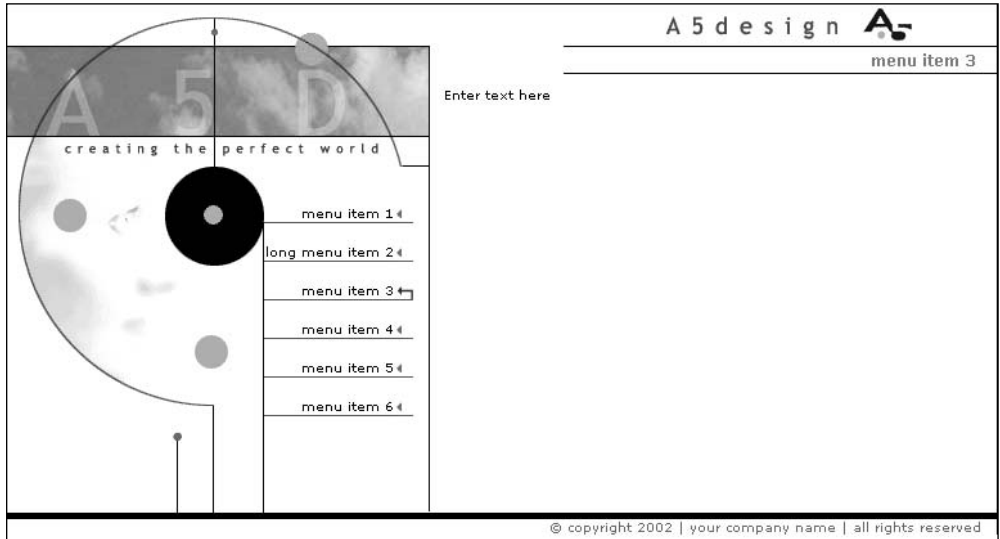 A5design A5
menu item 3
A 5 D
Enter text here
creating the perfect world
menu item 1
long menu item 2
menu item 3
menu item 4
menu item 5
menu item 6
© copyright 2002 | your company name | all rights reserved